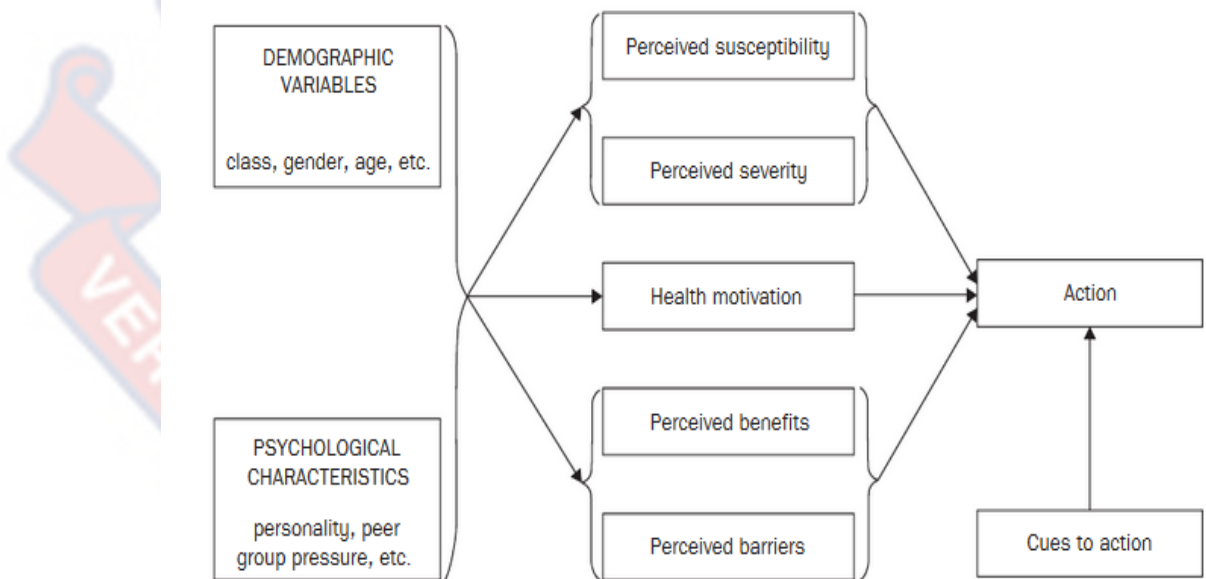 DEMOGRAPHIC
VARIABLES
class, gender, age, etc.
PSYCHOLOGICAL
CHARACTERISTICS
personality, peer
group pressure, etc.
Perceived susceptibility
Perceived severity
Health motivation
Perceived benefits
Perceived barriers
Action
Cues to action